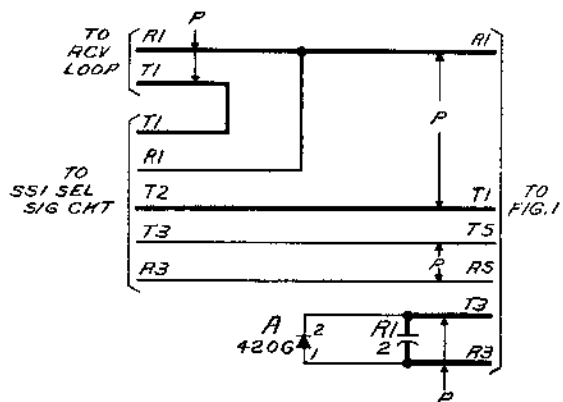 P
TO RCV LOOP
R1
R1
T1
P
T1
R1
TO SSI SEL SIG CKT
T2
T1
TO FIG.1
T3
T5
P
R3
R5
T3
A 420G
2
1
R1
2
R3
P